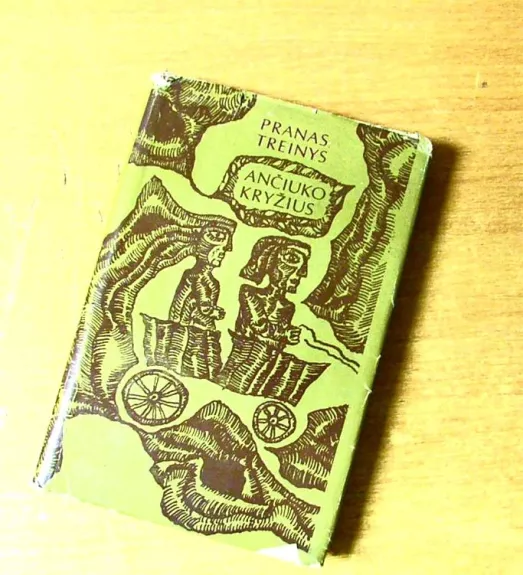 PRANAS
TREINYS
ANČIUKO
KRYŽIUS